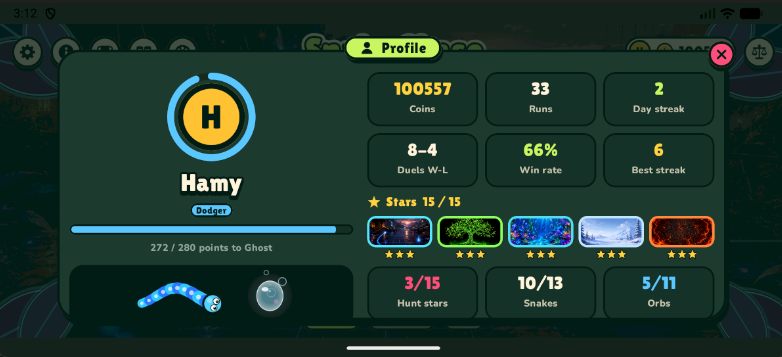 3:12
Profile
H
Hamy
Dodger
272 / 280 points to Ghost
100557
Coins
33
Runs
2
Day streak
8–4
Duels W-L
66%
Win rate
6
Best streak
Stars 15 / 15
3/15
Hunt stars
10/13
Snakes
5/11
Orbs